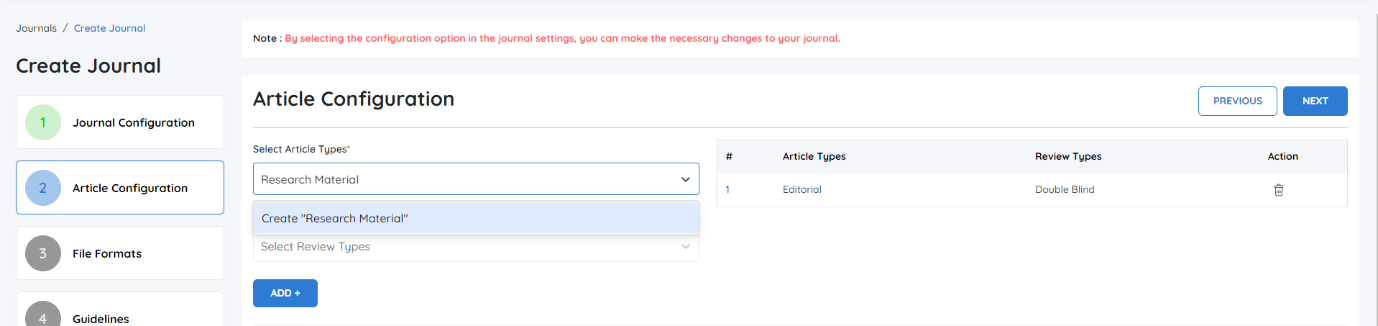 Journals / Create Journal
Create Journal
1 Journal Configuration
2 Article Configuration
3 File Formats
4 Guidelines
Note : By selecting the configuration option in the journal settings, you can make the necessary changes to your journal.
Article Configuration
PREVIOUS NEXT
Select Article Types*
Research Material
Create "Research Material"
Select Review Types
ADD +
# Article Types Review Types Action
1 Editorial Double Blind